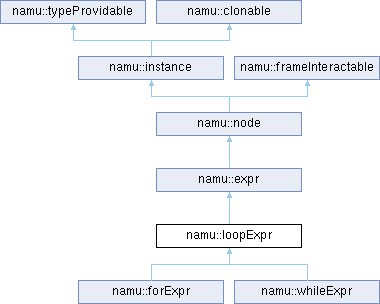 namu::typeProvidable namu::clonable
namu::instance namu::frameInteractable
namu::node
namu::expr
namu::loopExpr
namu::forExpr namu::whileExpr